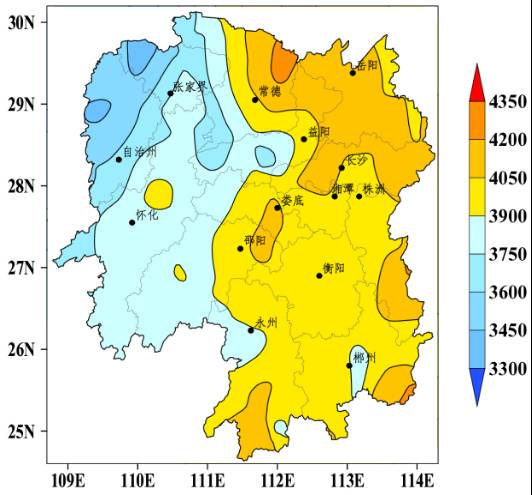 30N
29N
28N
27N
26N
25N
109E 110E 111E 112E 113E 114E
岳阳
张家界
常德
益阳
自治州
长沙
湘潭 株洲
娄底
怀化
邵阳
衡阳
永州
郴州
4350
4200
4050
3900
3750
3600
3450
3300